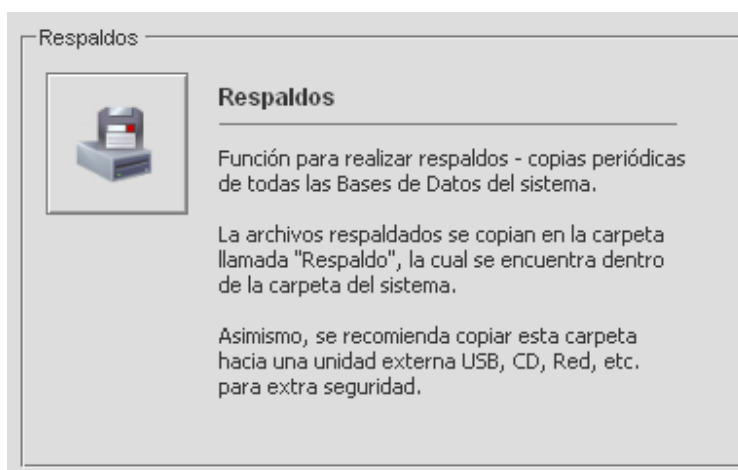 Respaldos
Respaldos
Función para realizar respaldos - copias periódicas
de todas las Bases de Datos del sistema.
La archivos respaldados se copian en la carpeta
llamada "Respaldo", la cual se encuentra dentro
de la carpeta del sistema.
Asimismo, se recomienda copiar esta carpeta
hacia una unidad externa USB, CD, Red, etc.
para extra seguridad.